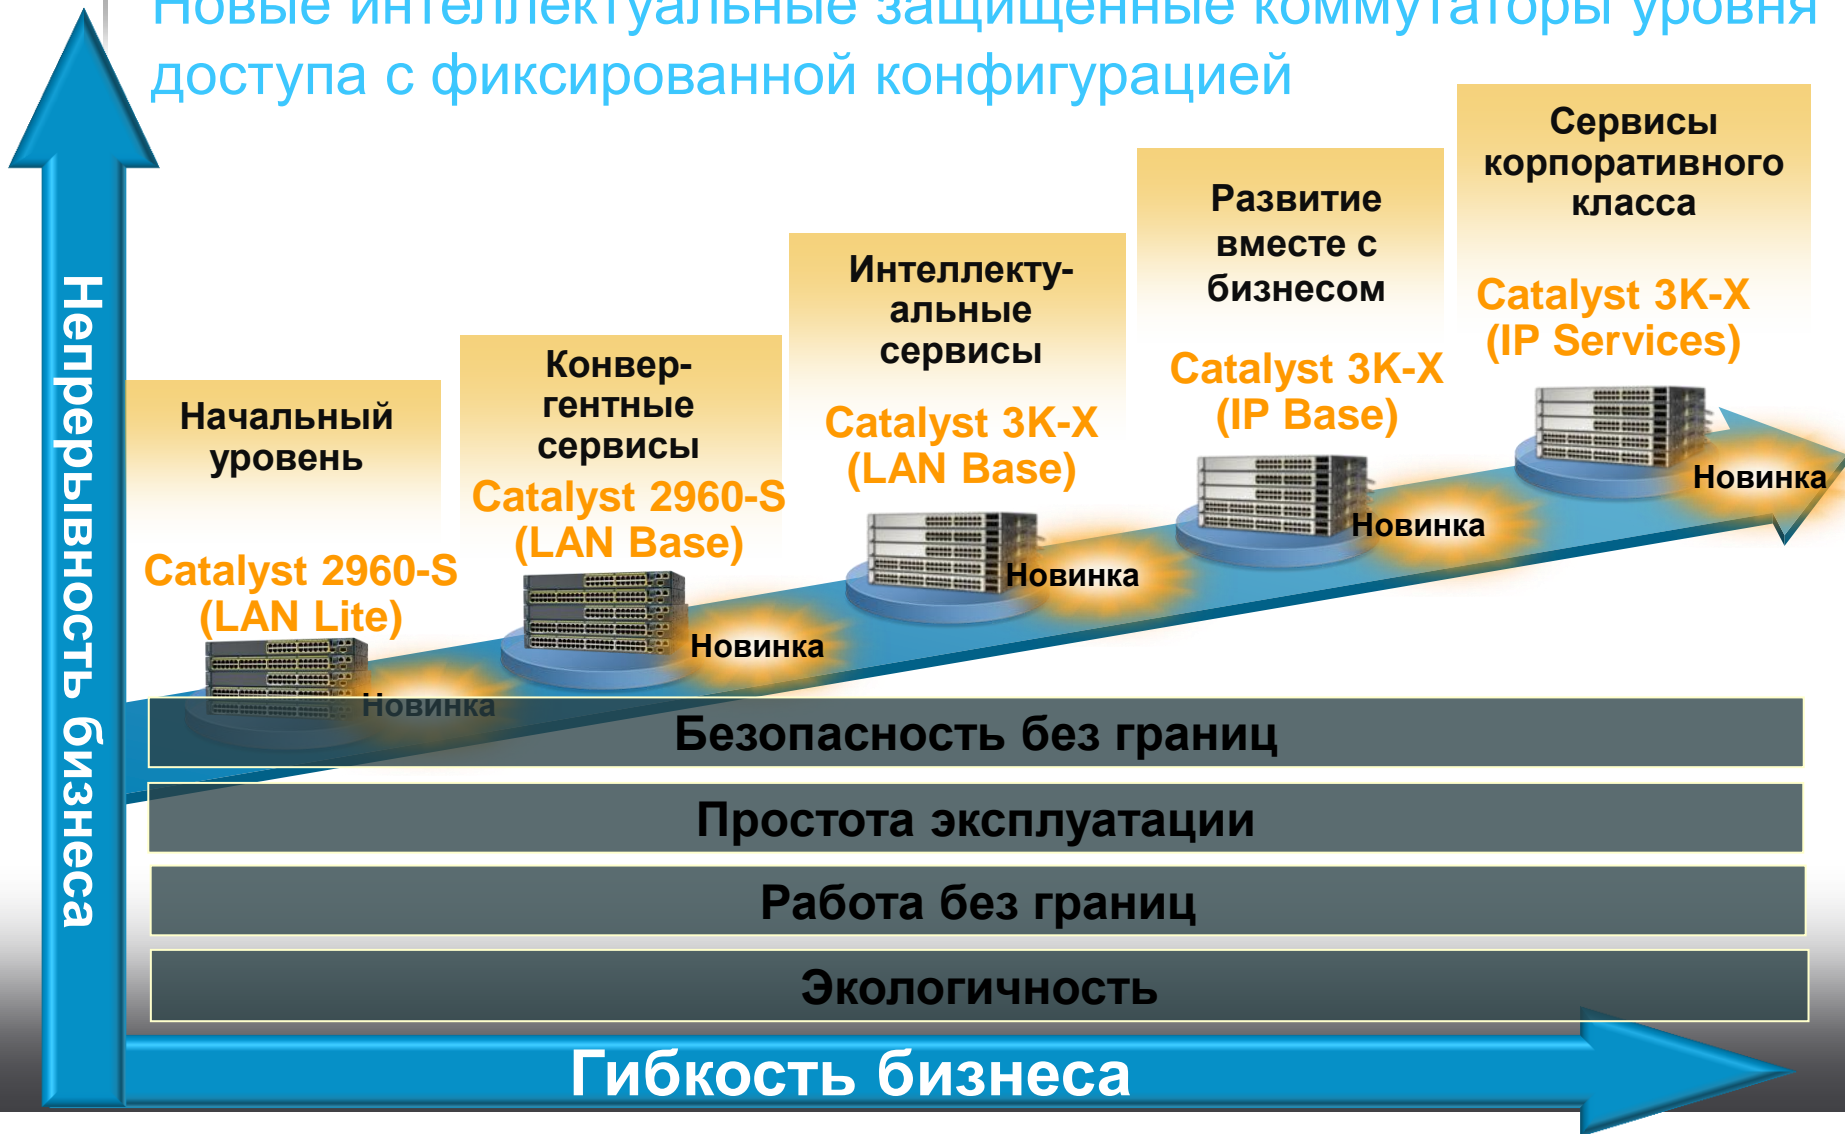 Новые интеллектуальные защищенные коммутаторы уровня
доступа с фиксированной конфигурацией
Непрерывность бизнеса
Начальный
уровень
Catalyst 2960-S
(LAN Lite)
Новинка
Конвер-
гентные
сервисы
Catalyst 2960-S
(LAN Base)
Новинка
Интеллекту-
альные
сервисы
Catalyst 3K-X
(LAN Base)
Новинка
Развитие
вместе с
бизнесом
Catalyst 3K-X
(IP Base)
Новинка
Сервисы
корпоративного
класса
Catalyst 3K-X
(IP Services)
Новинка
Безопасность без границ
Простота эксплуатации
Работа без границ
Экологичность
Гибкость бизнеса